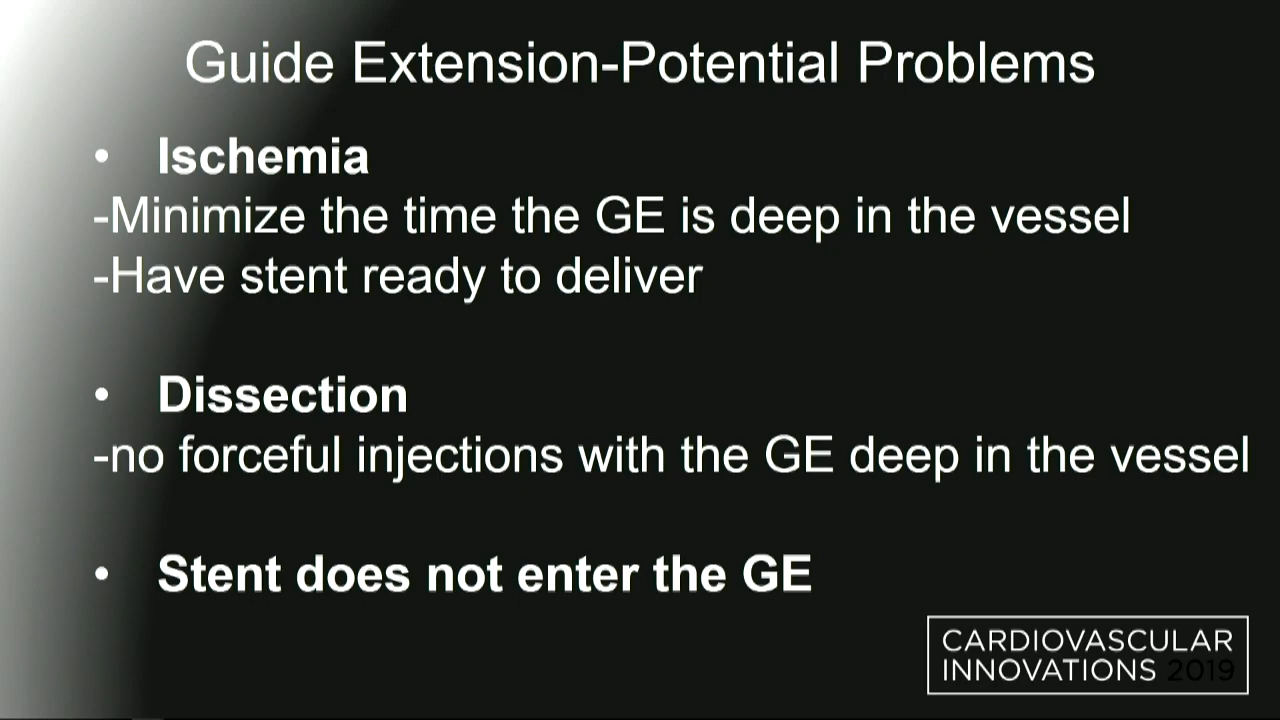 Guide Extension-Potential Problems
• Ischemia
-Minimize the time the GE is deep in the vessel
-Have stent ready to deliver
• Dissection
-no forceful injections with the GE deep in the vessel
• Stent does not enter the GE
CARDIOVASCULAR
INNOVATIONS 2019